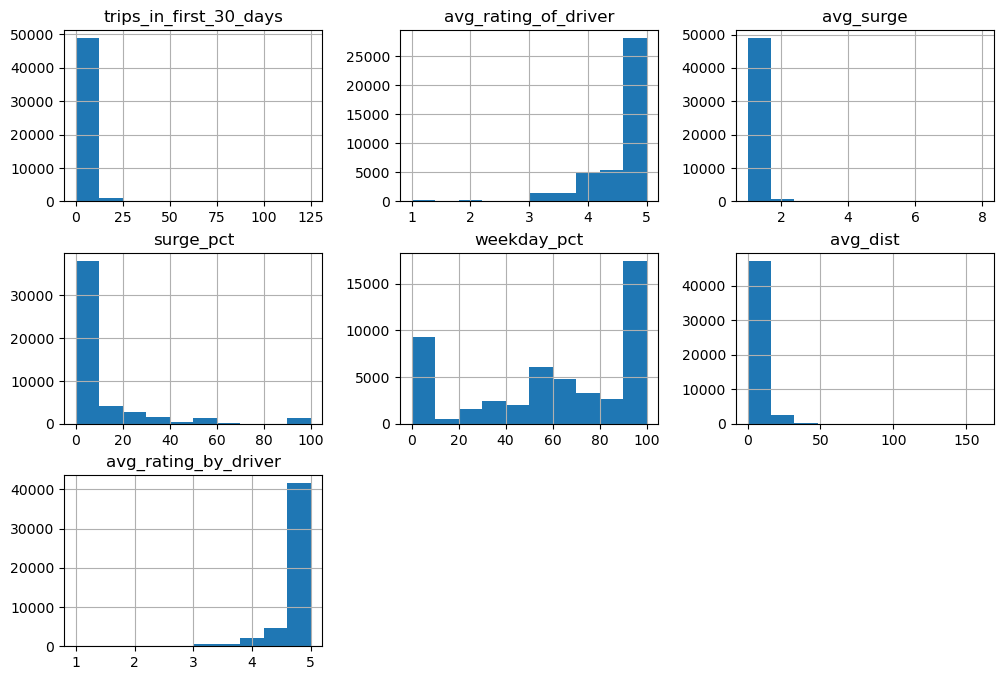 trips_in_first_30_days
50000
40000
30000
20000
10000
0
0 25 50 75 100 125
avg_rating_of_driver
25000
20000
15000
10000
5000
0
1 2 3 4 5
avg_surge
50000
40000
30000
20000
10000
0
2 4 6 8
surge_pct
30000
20000
10000
0
0 20 40 60 80 100
weekday_pct
15000
10000
5000
0
0 20 40 60 80 100
avg_dist
40000
30000
20000
10000
0
0 50 100 150
avg_rating_by_driver
40000
30000
20000
10000
0
1 2 3 4 5